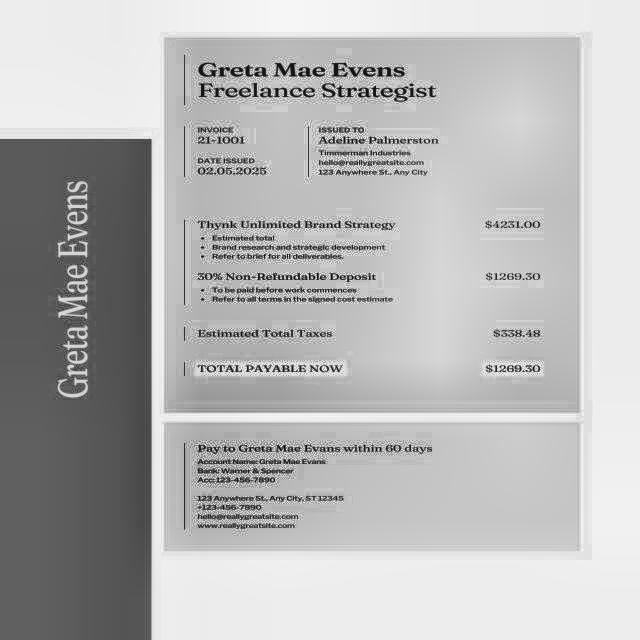 Greta Mae Evens
Greta Mae Evens
Freelance Strategist
INVOICE
21-1001
DATE ISSUED
02.05.2025
ISSUED TO
Adeline Palmerston
Timmerman Industries
hello@reallygreatsite.com
123 Anywhere St., Any City
Thynk Unlimited Brand Strategy $4231.00
• Estimated total
• Brand research and strategic development
• Refer to brief for all deliverables.
30% Non-Refundable Deposit $1269.30
• To be paid before work commences
• Refer to all terms in the signed cost estimate
Estimated Total Taxes $338.48
TOTAL PAYABLE NOW $1269.30
Pay to Greta Mae Evans within 60 days
Account Name: Greta Mae Evans
Bank: Warner & Spencer
Acc: 123-456-7890
123 Anywhere St., Any City, ST 12345
+123-456-7890
hello@reallygreatsite.com
www.reallygreatsite.com